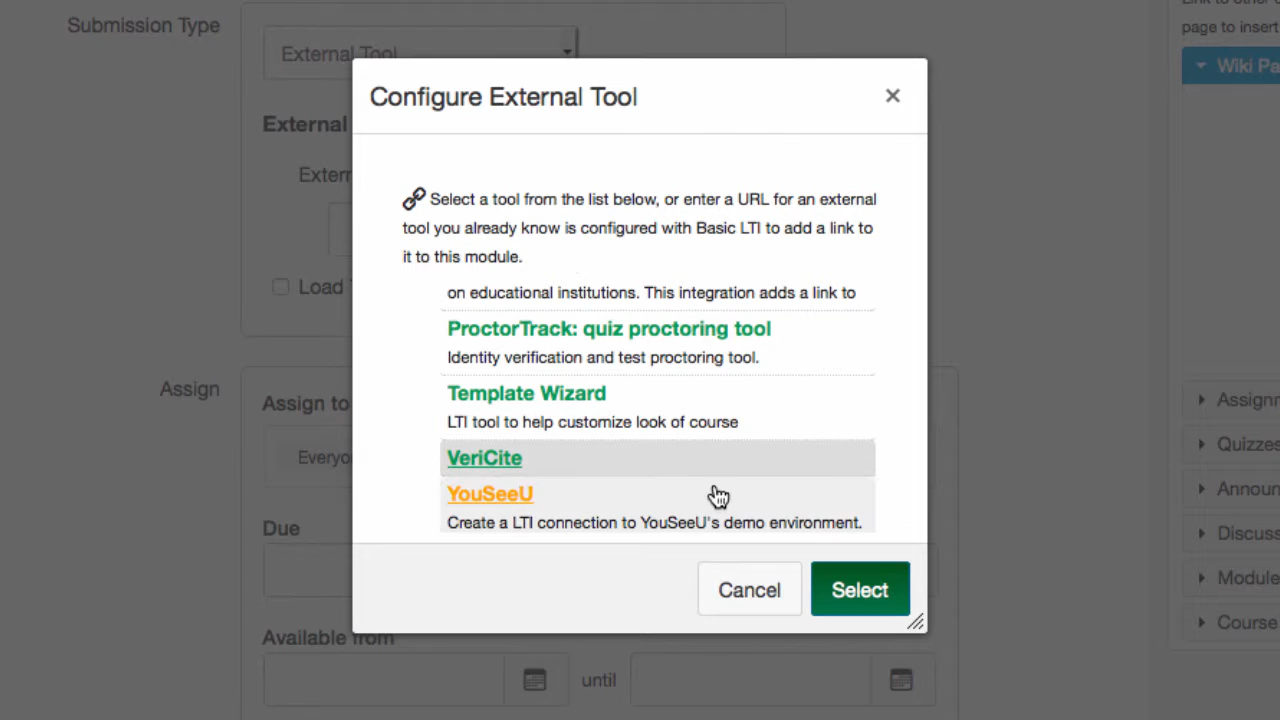 Submission Type
External Tool
Link to other
page to insert
Wiki Pa
Configure External Tool
×
External
Extern
Select a tool from the list below, or enter a URL for an external
tool you already know is configured with Basic LTI to add a link to
it to this module.
on educational institutions. This integration adds a link to
ProctorTrack: quiz proctoring tool
Identity verification and test proctoring tool.
Template Wizard
LTI tool to help customize look of course
VeriCite
YouSeeU
Create a LTI connection to YouSeeU's demo environment.
Cancel
Select
Load
Assign
Assign to
Everyo
Due
Available from
until
Assignm
Quizzes
Announ
Discuss
Module
Course